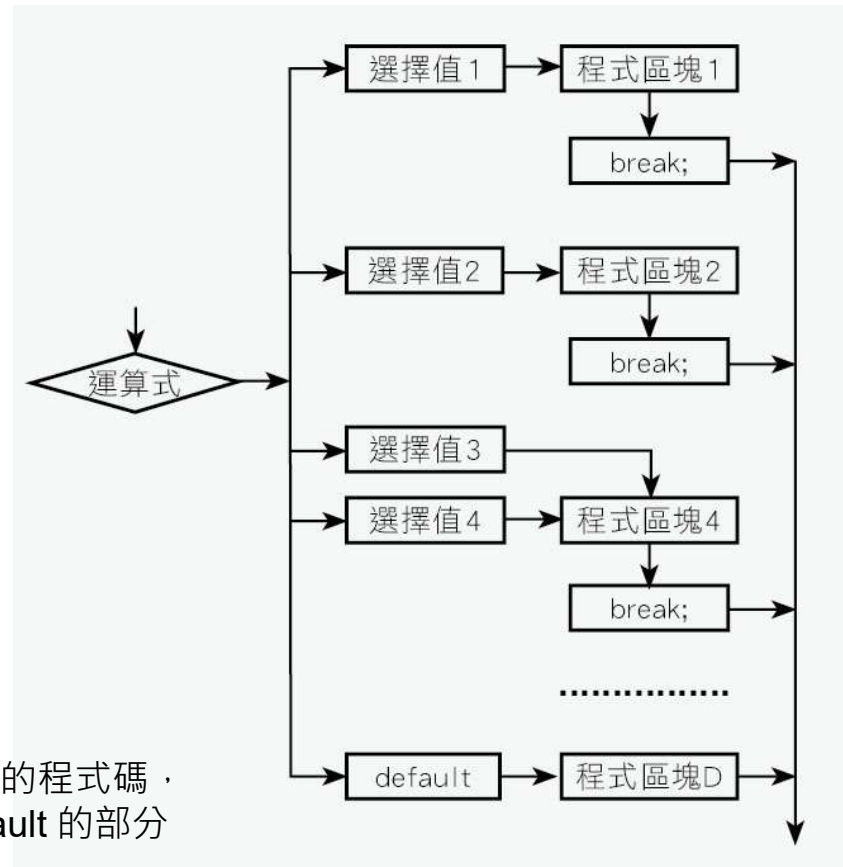 選擇值1
程式區塊1
break;
選擇值2
程式區塊2
break;
運算式
選擇值3
選擇值4
程式區塊4
break;
default
程式區塊D
的程式碼，
ault 的部分